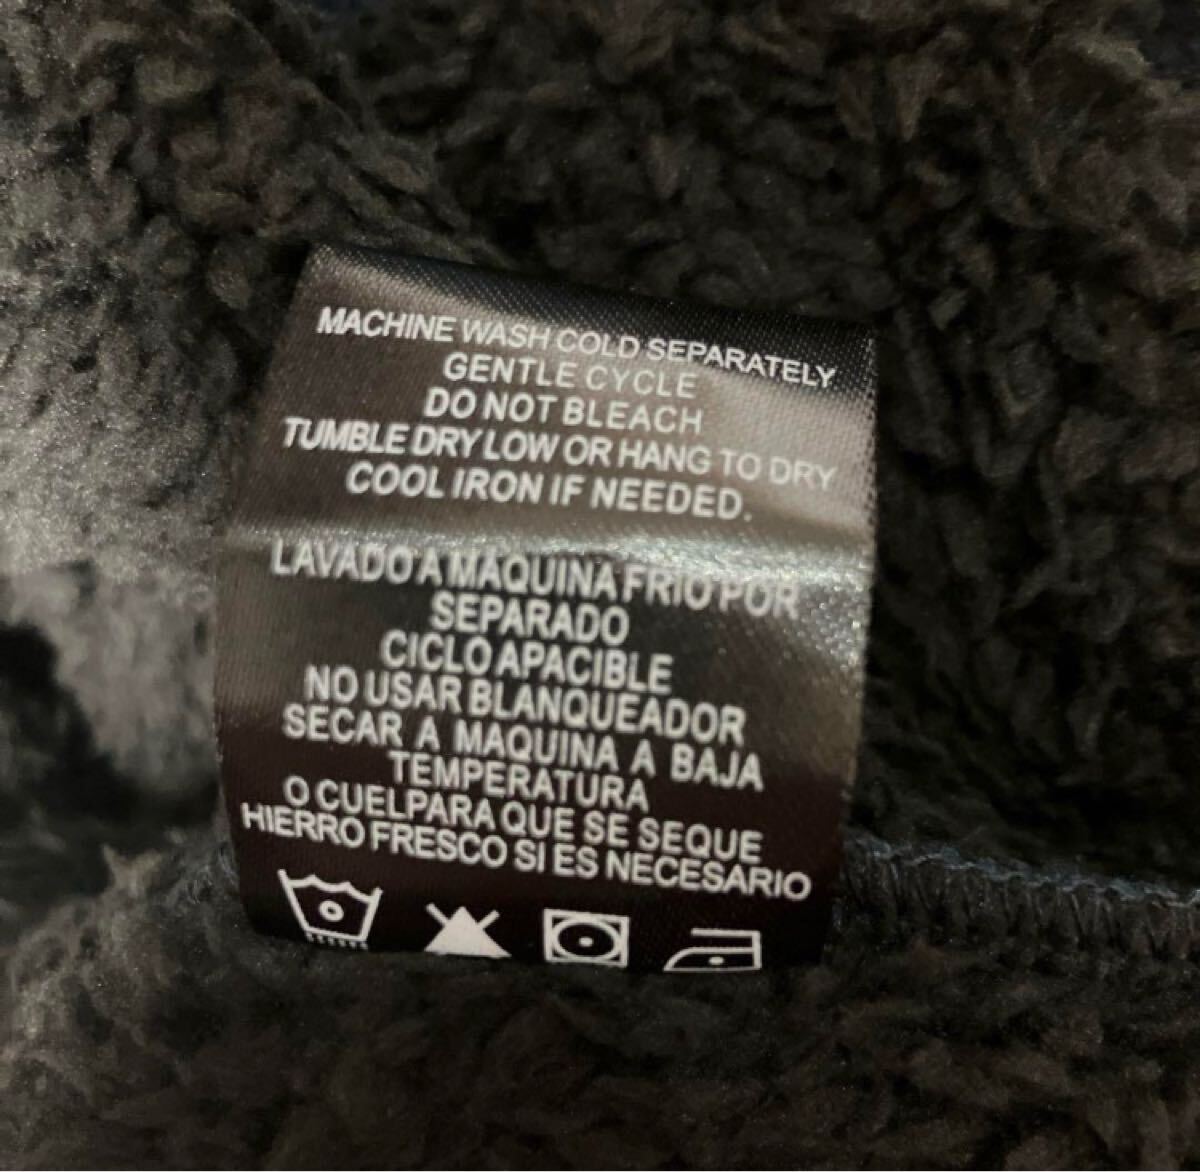 MACHINE WASH COLD SEPARATELY
GENTLE CYCLE
DO NOT BLEACH
TUMBLE DRY LOW OR HANG TO DRY
COOL IRON IF NEEDED.
LAVADO A MAQUINA FRIO POR
SEPARADO
CICLO APACIBLE
NO USAR BLANQUEADOR
SECAR A MAQUINA A BAJA
TEMPERATURA
O CUELPARA QUE SE SEQUE
HIERRO FRESCO SI ES NECESARIO